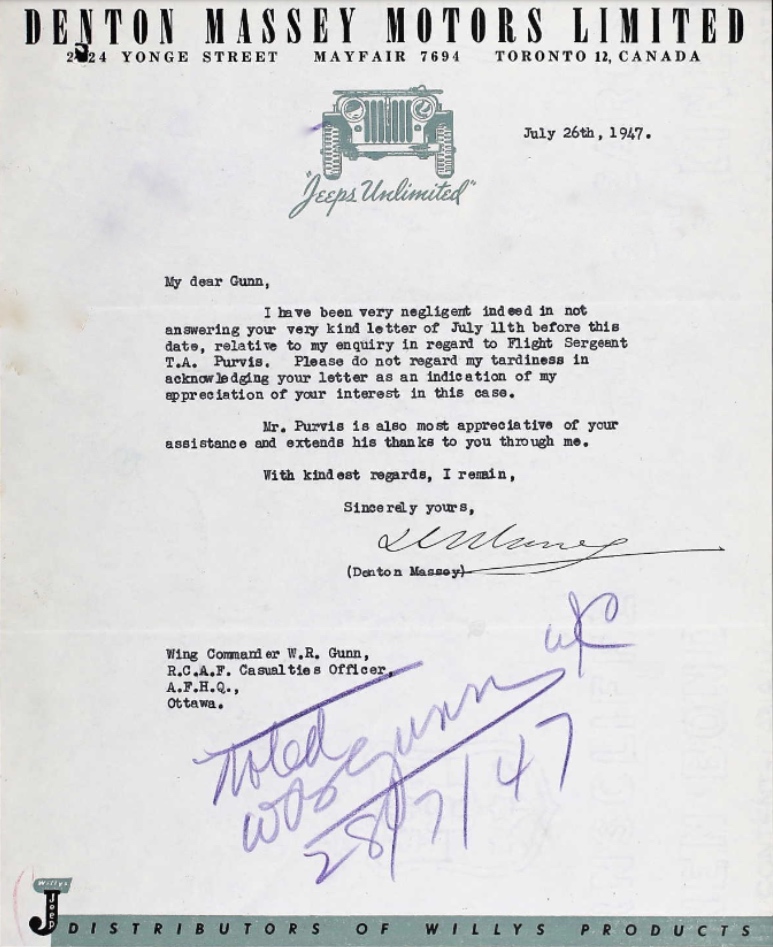 DENTON MASSEY MOTORS LIMITED
24 YONGE STREET MAYFAIR 7694 TORONTO 12, CANADA
July 26th, 1947.
"Jeeps Unlimited"
My dear Gunn,
I have been very negligent indeed in not
answering your very kind letter of July 11th before this
date, relative to my enquiry in regard to Flight Sergeant
T.A. Purvis. Please do not regard my tardiness in
acknowledging your letter as an indication of my
appreciation of your interest in this case.
Mr. Purvis is also most appreciative of your
assistance and extends his thanks to you through me.
With kindest regards, I remain,
Sincerely yours,
(Denton Massey)
Wing Commander W.R. Gunn,
R.C.A.F. Casualties Officer,
A.F.H.Q.,
Ottawa.
Noted
Gunn
28/7/47
Willys
Jeep
DISTRIBUTORS OF WILLYS PRODUCTS